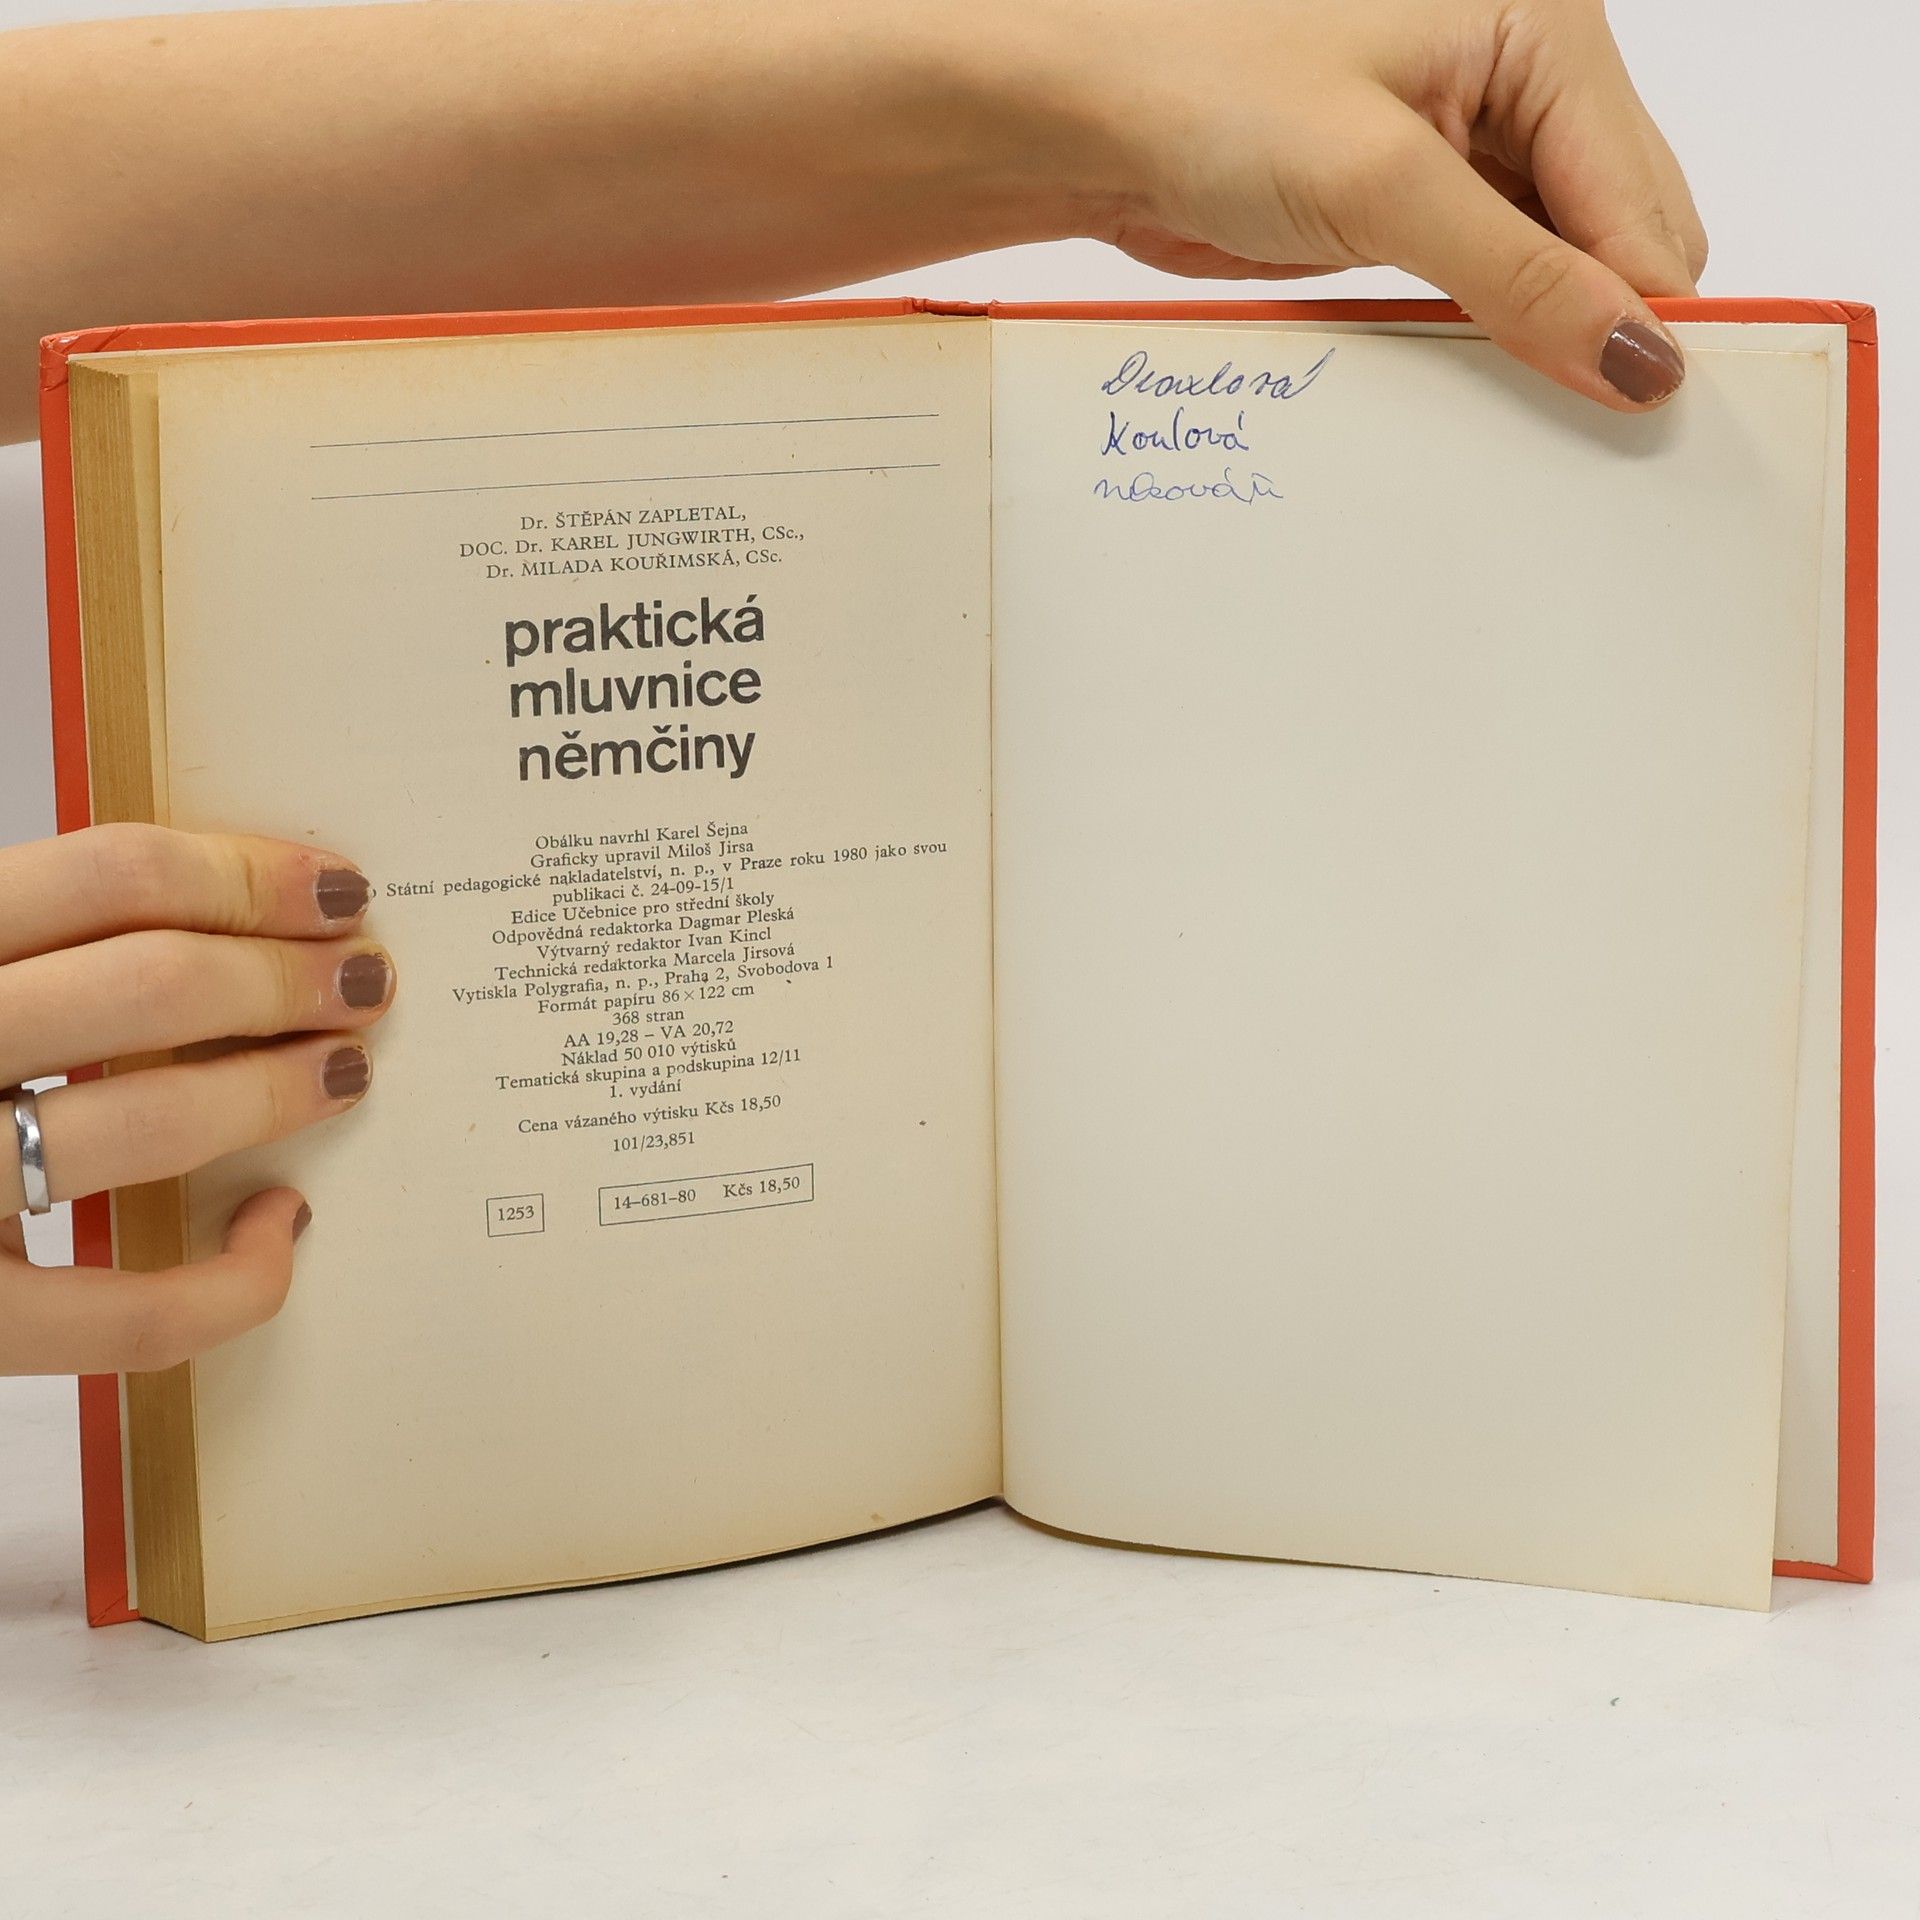 Dr. ŠTĚPÁN ZAPLETAL,
DOC. Dr. KAREL JUNGWIRTH, CSc.,
Dr. MILADA KOUŘIMSKÁ, CSc.
praktická
mluvnice
němčiny
Obálku navrhl Karel Šejna
Graficky upravil Miloš Jirsa
Státní pedagogické nakladatelství, n. p., v Praze roku 1980 jako svou
publikaci č. 24-09-15/1
Edice Učebnice pro střední školy
Odpovědná redaktorka Dagmar Pleská
Výtvarný redaktor Ivan Kincl
Technická redaktorka Marcela Jirsová
Vytiskla Polygrafia, n. p., Praha 2, Svobodova 1
Formát papíru 86 × 122 cm
368 stran
AA 19,28 – VA 20,72
Náklad 50 010 výtisků
Tematická skupina a podskupina 12/11
1. vydání
Cena vázaného výtisku Kčs 18,50
101/23,851
1253
14–681–80 Kčs 18,50
Koulová